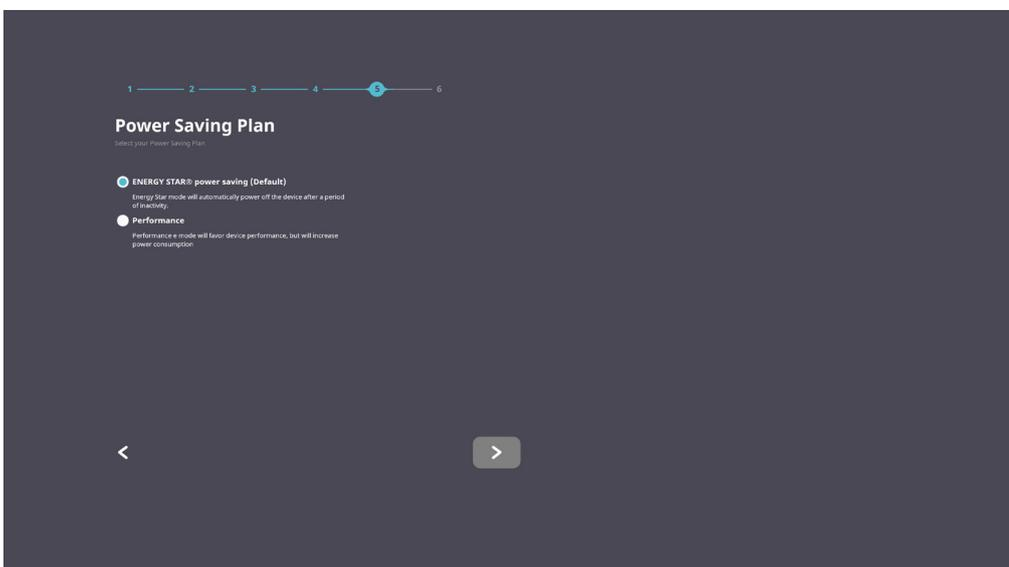 1 2 3 4 5 6
Power Saving Plan
Select your Power Saving Plan
ENERGY STAR® power saving (Default)
Energy Star mode will automatically power off the device after a period
of inactivity.
Performance
Performance e mode will favor device performance, but will increase
power consumption